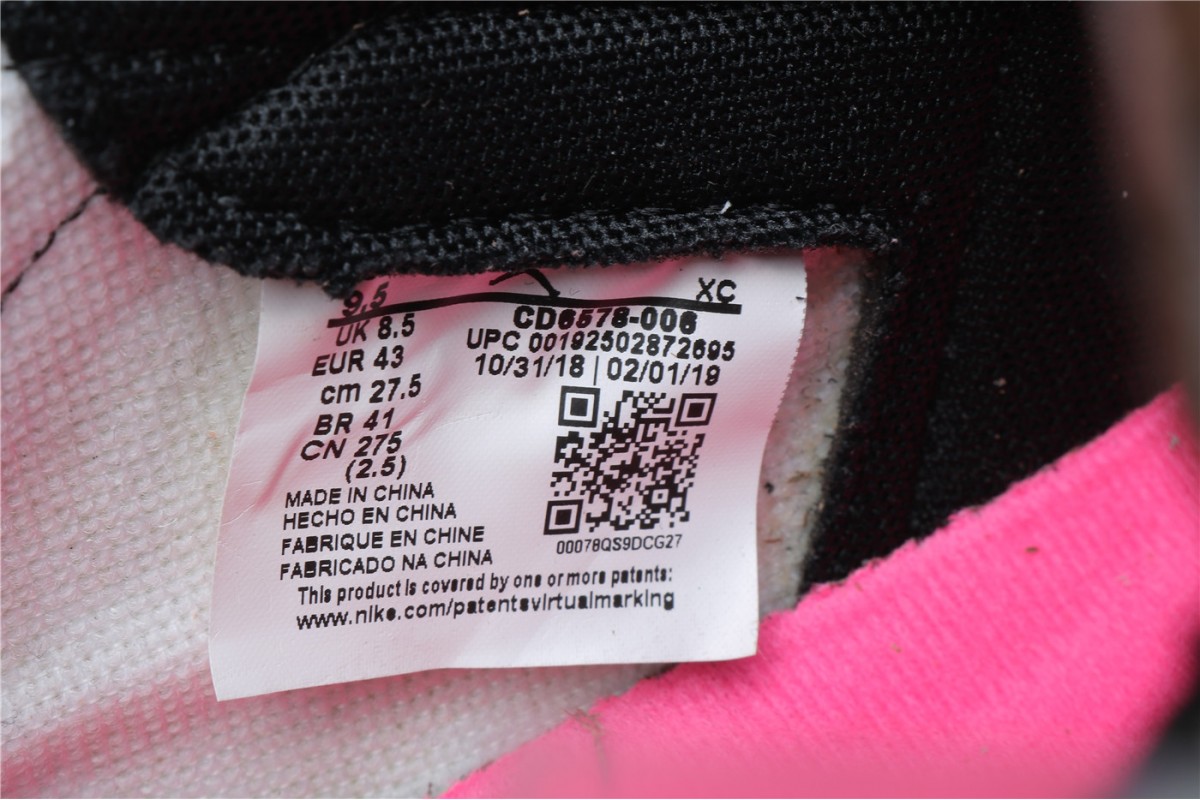 9.5 XC
UK 8.5
EUR 43
cm 27.5
BR 41
CN 275
(2.5)
CD6578-006
UPC 00192502872695
10/31/18 | 02/01/19
00078QS9DCG27
MADE IN CHINA
HECHO EN CHINA
FABRIQUE EN CHINE
FABRICADO NA CHINA
This product is covered by one or more patents:
www.nike.com/patentsvirtualmarking